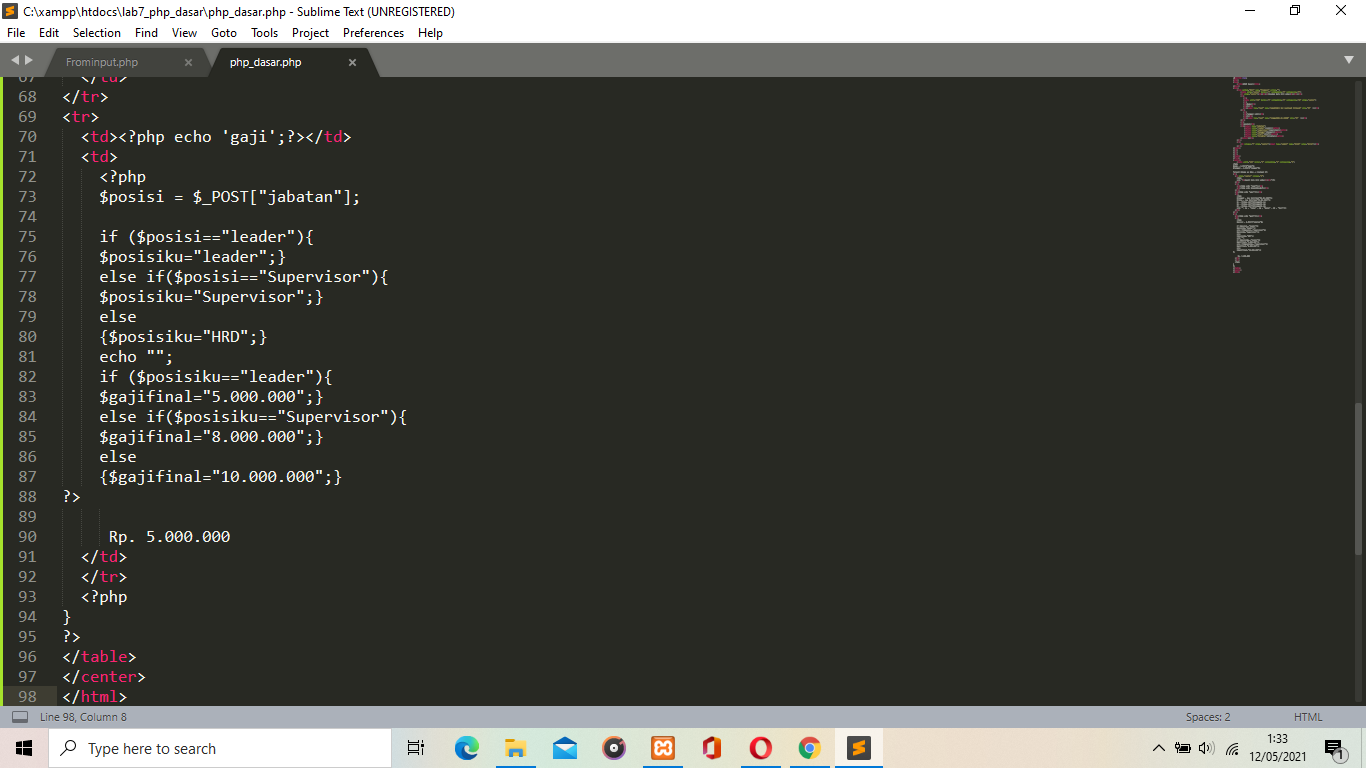 C:\xampp\htdocs\lab7_php_dasar\php_dasar.php - Sublime Text (UNREGISTERED)
File Edit Selection Find View Goto Tools Project Preferences Help
Frominput.php × php_dasar.php ×
67 </td>
68 </tr>
69 <tr>
70 <td><?php echo 'gaji';?></td>
71 <td>
72 <?php
73 $posisi = $_POST["jabatan"];
74
75 if ($posisi=="leader"){
76 $posisiku="leader";}
77 else if($posisi=="Supervisor"){
78 $posisiku="Supervisor";}
79 else
80 {$posisiku="HRD";}
81 echo "";
82 if ($posisiku=="leader"){
83 $gajifinal="5.000.000";}
84 else if($posisiku=="Supervisor"){
85 $gajifinal="8.000.000";}
86 else
87 {$gajifinal="10.000.000";}
88 ?>
89
90 Rp. 5.000.000
91 </td>
92 </tr>
93 <?php
94 }
95 ?>
96 </table>
97 </center>
98 </html>
Line 98, Column 8 Spaces: 2 HTML
Type here to search
1:33
12/05/2021
1